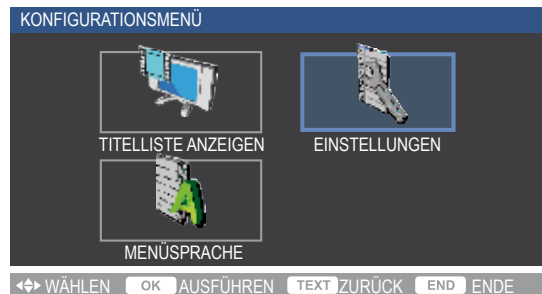 KONFIGURATIONSMENÜ
TITELLISTE ANZEIGEN EINSTELLUNGEN
A
MENÜSPRACHE
WÄHLEN OK AUSFÜHREN TEXT ZURÜCK END ENDE